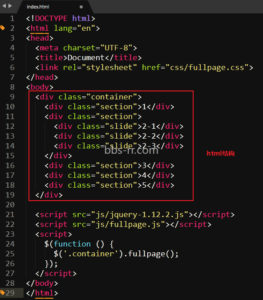 index.html
1 <!DOCTYPE html>
2 <html lang="en">
3 <head>
4 <meta charset="UTF-8">
5 <title>Document</title>
6 <link rel="stylesheet" href="css/fullpage.css">
7 </head>
8 <body>
9 <div class="container">
10 <div class="section">1</div>
11 <div class="section">
12 <div class="slide">2-1</div>
13 <div class="slide">2-2</div>
14 <div class="slide">2-3</div>
15 </div>
16 <div class="section">3</div>
17 <div class="section">4</div>
18 <div class="section">5</div>
19 </div>
html结构
bbs-fr.com
20
21 <script src="js/jquery-1.12.2.js"></script>
22 <script src="js/fullpage.js"></script>
23 <script>
24 $(function () {
25 $('.container').fullpage();
26 });
27 </script>
28 </body>
29 </html>